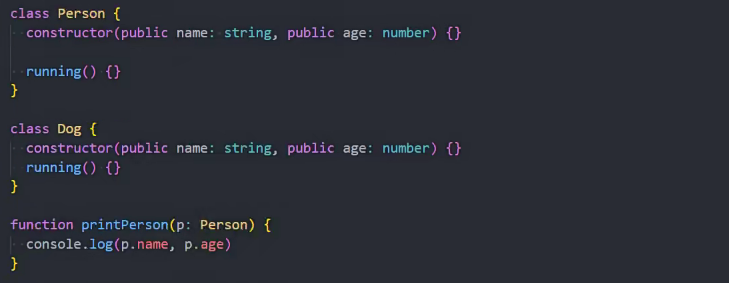 class Person {
  constructor(public name: string, public age: number) {}
  running() {}
}
class Dog {
  constructor(public name: string, public age: number) {}
  running() {}
}
function printPerson(p: Person) {
  console.log(p.name, p.age)
}